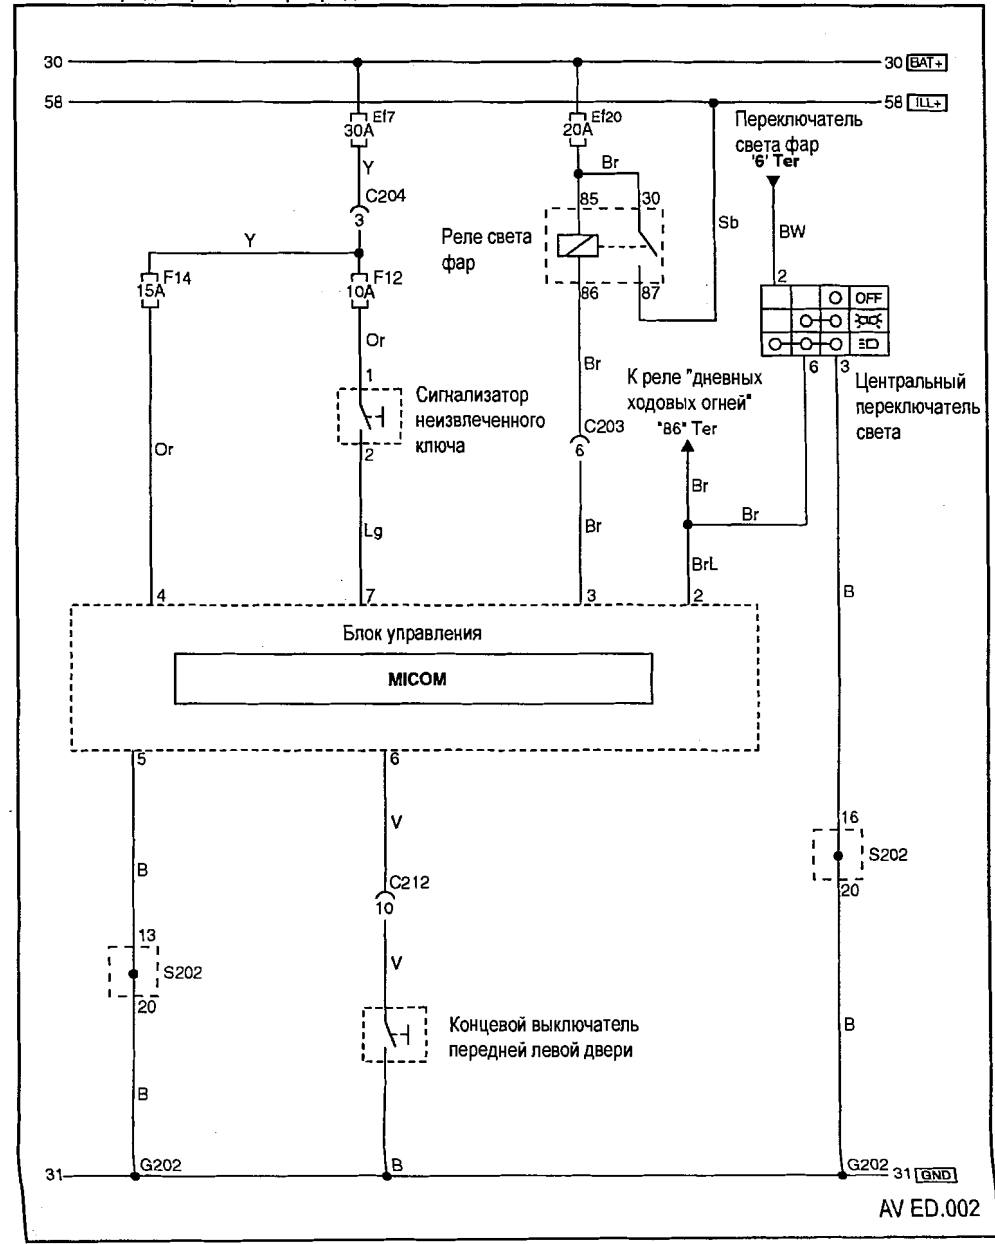 30
30 BAT+
58
58 ILL+
Ef7
30A
Ef20
20A
Переключатель
света фар
'6' Ter
Y
Br
C204
3
85
30
Sb
BW
Реле света
фар
Y
2
F14
15A
F12
10A
86
87
OFF
Or
6
3
1
Br
К реле "дневных
ходовых огней"
"86" Ter
Центральный
переключатель
света
Сигнализатор
неизвлеченного
ключа
C203
6
2
Or
Br
Br
Lg
Br
BrL
4
7
3
2
B
Блок управления
MICOM
5
6
V
16
S202
20
B
C212
10
13
S202
20
V
Концевой выключатель
передней левой двери
B
B
31
G202
B
G202
31 GND
AV ED.002